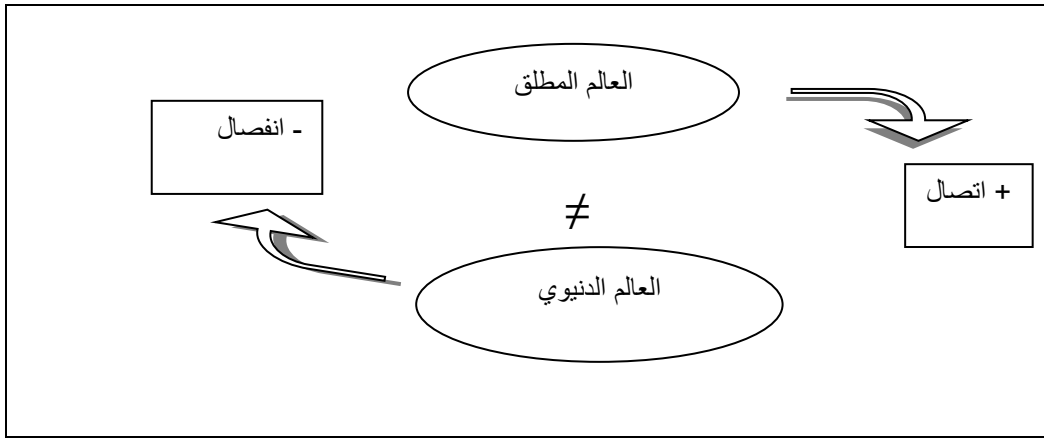 العالم المطلق
- انفصال
+ اتصال
≠
العالم الدنيوي